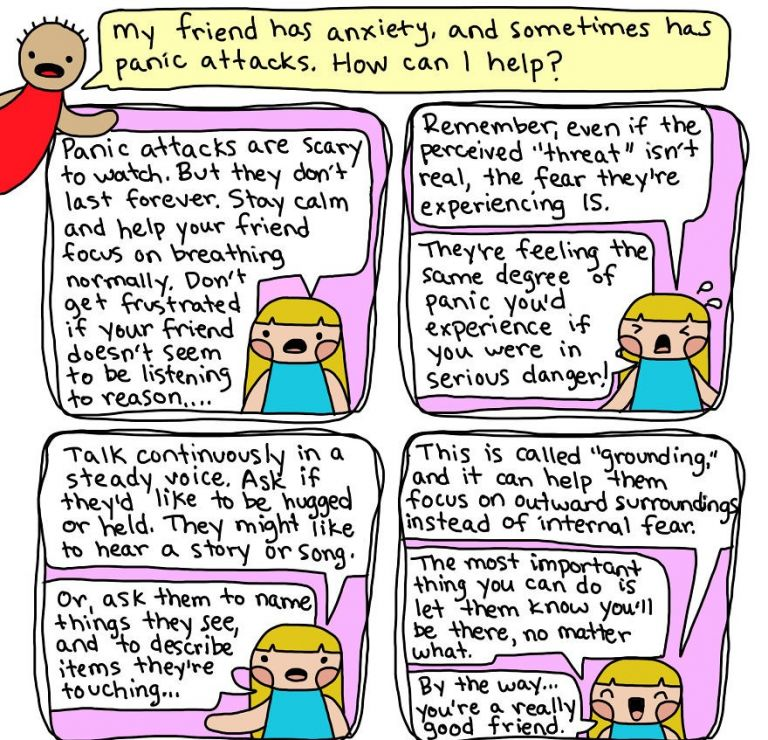 my friend has anxiety, and sometimes has
panic attacks. How can I help?
Panic attacks are scary
to watch. But they don't
last forever. Stay calm
and help your friend
focus on breathing
normally. Don't
get frustrated
if your friend
doesn't seem
to be listening
to reason....
Remember, even if the
perceived "threat" isn't
real, the fear they're
experiencing IS.
They're feeling the
same degree of
panic you'd
experience if
you were in
serious danger!
Talk continuously in a
steady voice. Ask if
they'd like to be hugged
or held. They might like
to hear a story or song.
Or, ask them to name
things they see,
and to describe
items they're
touching...
This is called "grounding,"
and it can help them
focus on outward surroundings
instead of internal fear.
The most important
thing you can do is
let them know you'll
be there, no matter
what.
By the way...
you're a really
good friend.